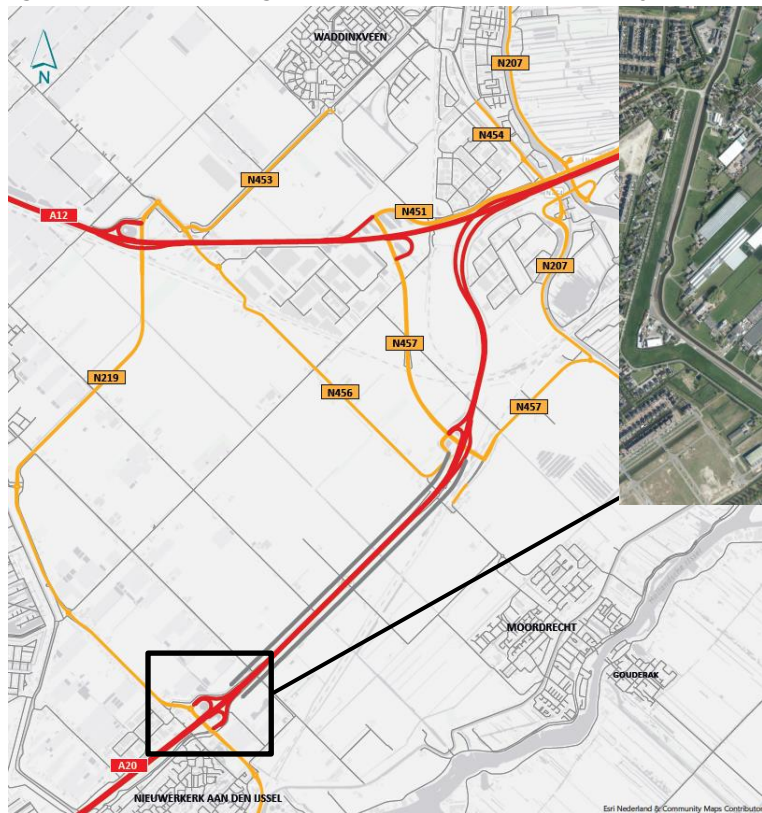 WADDINXVEEN
N
N207
N454
N453
N451
A12
N207
N457
N219
N456
N457
MOORDRECHT
GOUDERAK
A20
NIEUWERKERK AAN DEN IJSSEL
Esri Nederland & Community Maps Contributor